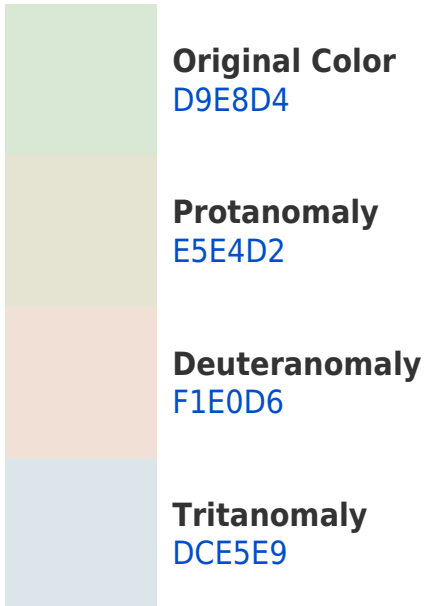 Original Color
D9E8D4
Protanomaly
E5E4D2
Deuteranomaly
F1E0D6
Tritanomaly
DCE5E9